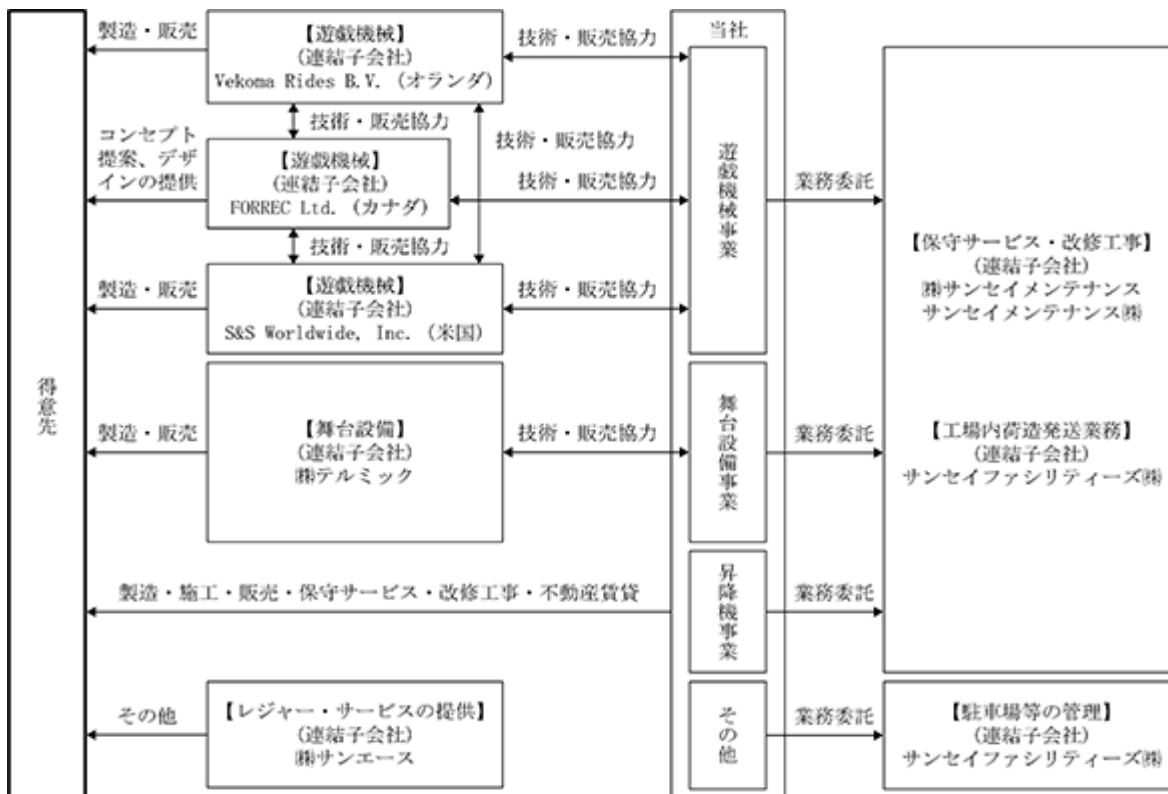 得意先
製造・販売
【遊戯機械】
(連結子会社)
Vekoma Rides B.V. (オランダ)
技術・販売協力
技術・販売協力
技術・販売協力
コンセプト
提案、デザ
インの提供
【遊戯機械】
(連結子会社)
FORREC Ltd. (カナダ)
技術・販売協力
技術・販売協力
製造・販売
【遊戯機械】
(連結子会社)
S&S Worldwide, Inc. (米国)
技術・販売協力
製造・販売
【舞台設備】
(連結子会社)
㈱テルミック
技術・販売協力
製造・施工・販売・保守サービス・改修工事・不動産賃貸
その他
【レジャー・サービスの提供】
(連結子会社)
㈱サンエース
当社
遊戯機械事業
舞台設備事業
昇降機事業
その他
業務委託
業務委託
業務委託
業務委託
【保守サービス・改修工事】
(連結子会社)
㈱サンセイメンテナンス
サンセイメンテナンス㈱
【工場内荷造発送業務】
(連結子会社)
サンセイファシリティーズ㈱
【駐車場等の管理】
(連結子会社)
サンセイファシリティーズ㈱